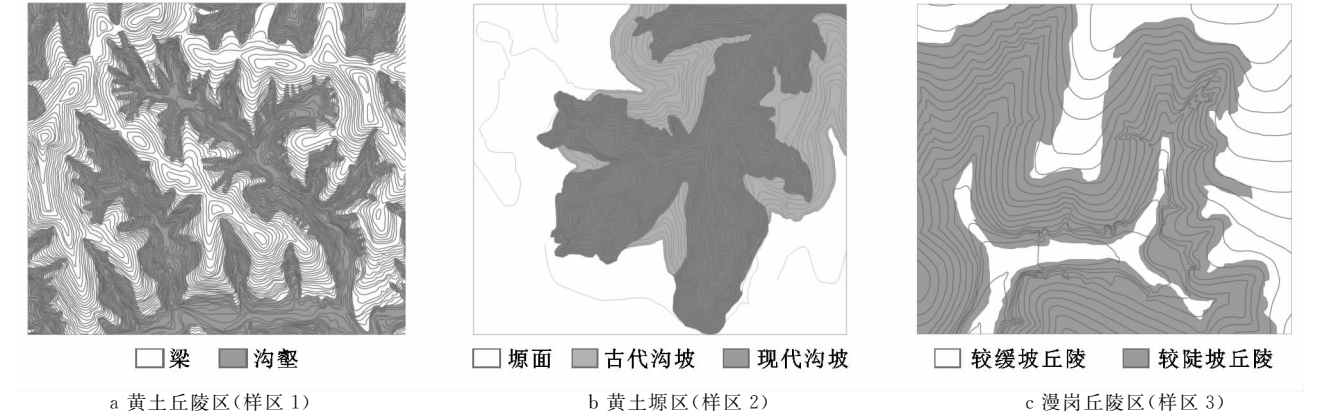 梁 沟壑
塬面 古代沟坡 现代沟坡
较缓坡丘陵 较陡坡丘陵
a 黄土丘陵区(样区 1)
b 黄土塬区(样区 2)
c 漫岗丘陵区(样区 3)